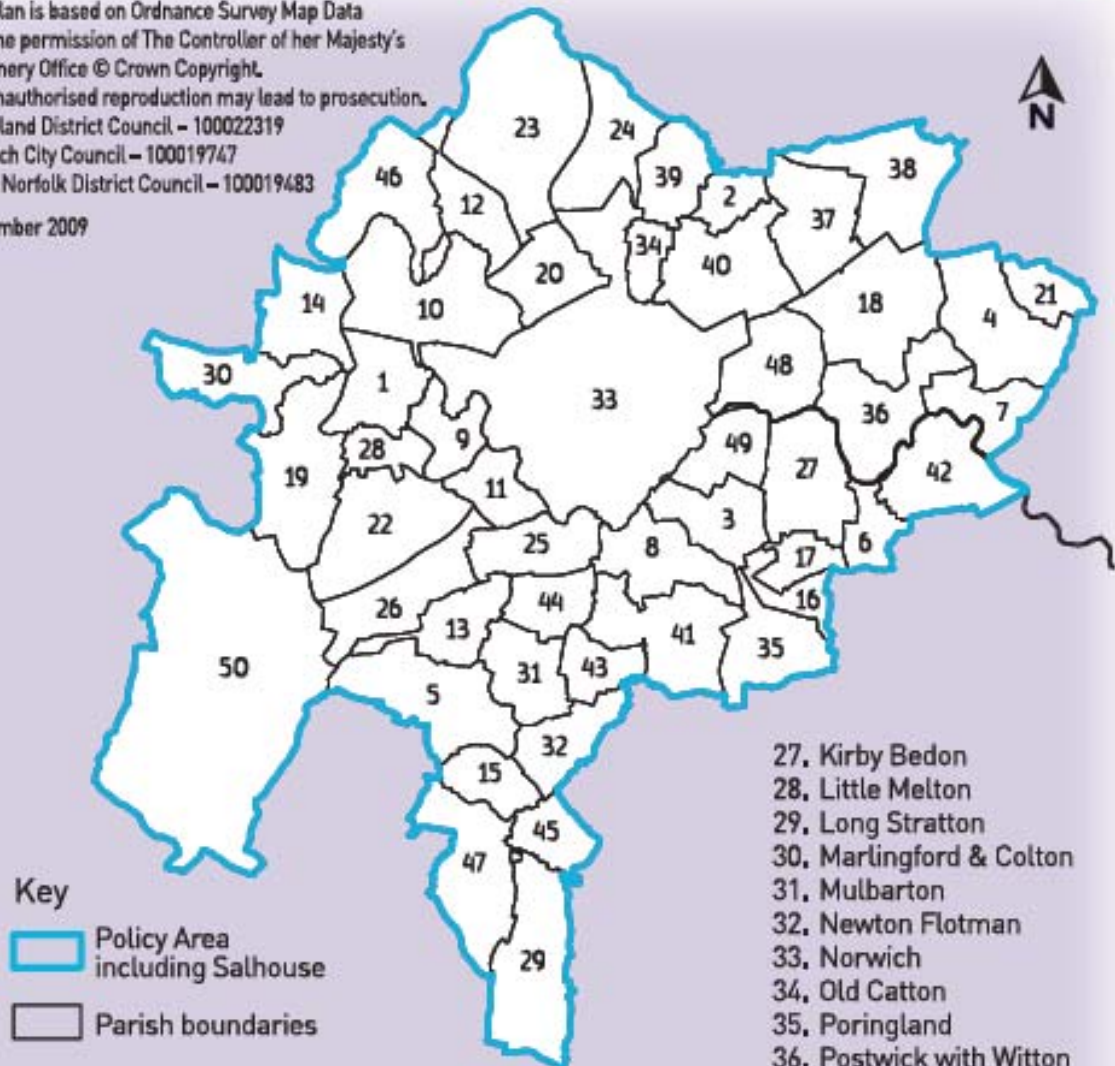 lan is based on Ordnance Survey Map Data
ne permission of The Controller of her Majesty's
nery Office © Crown Copyright.
nauthorised reproduction may lead to prosecution.
land District Council – 100022319
ch City Council – 100019747
Norfolk District Council – 100019483
mber 2009
N
23
24
38
46
39
2
12
37
34
40
20
14
10
18
21
4
30
1
48
33
36
7
9
28
49
42
19
27
11
22
3
25
8
6
17
26
44
16
13
41
35
50
31
43
5
32
15
45
47
29
Key
Policy Area
including Salhouse
Parish boundaries
27. Kirby Bedon
28. Little Melton
29. Long Stratton
30. Marlingford & Colton
31. Mulbarton
32. Newton Flotman
33. Norwich
34. Old Catton
35. Poringland
36. Postwick with Witton